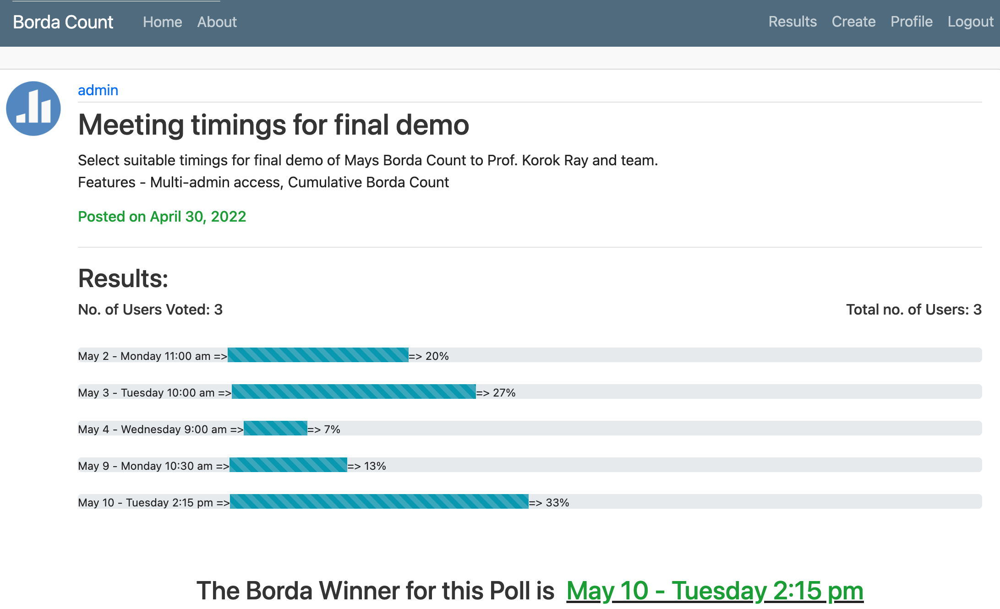 Borda Count Home About Results Create Profile Logout
admin
Meeting timings for final demo
Select suitable timings for final demo of Mays Borda Count to Prof. Korok Ray and team.
Features - Multi-admin access, Cumulative Borda Count
Posted on April 30, 2022
Results:
No. of Users Voted: 3 Total no. of Users: 3
May 2 - Monday 11:00 am => => 20%
May 3 - Tuesday 10:00 am => => 27%
May 4 - Wednesday 9:00 am => => 7%
May 9 - Monday 10:30 am => => 13%
May 10 - Tuesday 2:15 pm => => 33%
The Borda Winner for this Poll is May 10 - Tuesday 2:15 pm